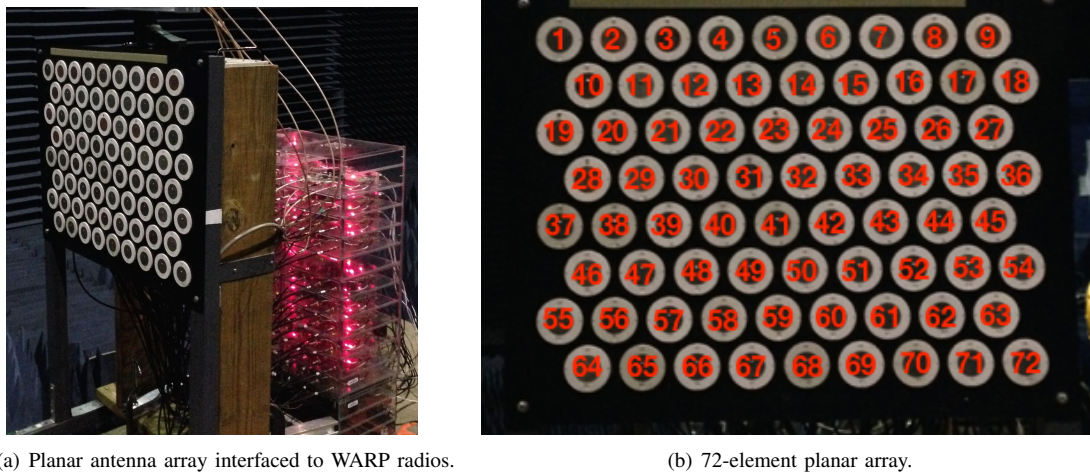 1 2 3 4 5 6 7 8 9
10 11 12 13 14 15 16 17 18
19 20 21 22 23 24 25 26 27
28 29 30 31 32 33 34 35 36
37 38 39 40 41 42 43 44 45
46 47 48 49 50 51 52 53 54
55 56 57 58 59 60 61 62 63
64 65 66 67 68 69 70 71 72
a) Planar antenna array interfaced to WARP radios.
(b) 72-element planar array.